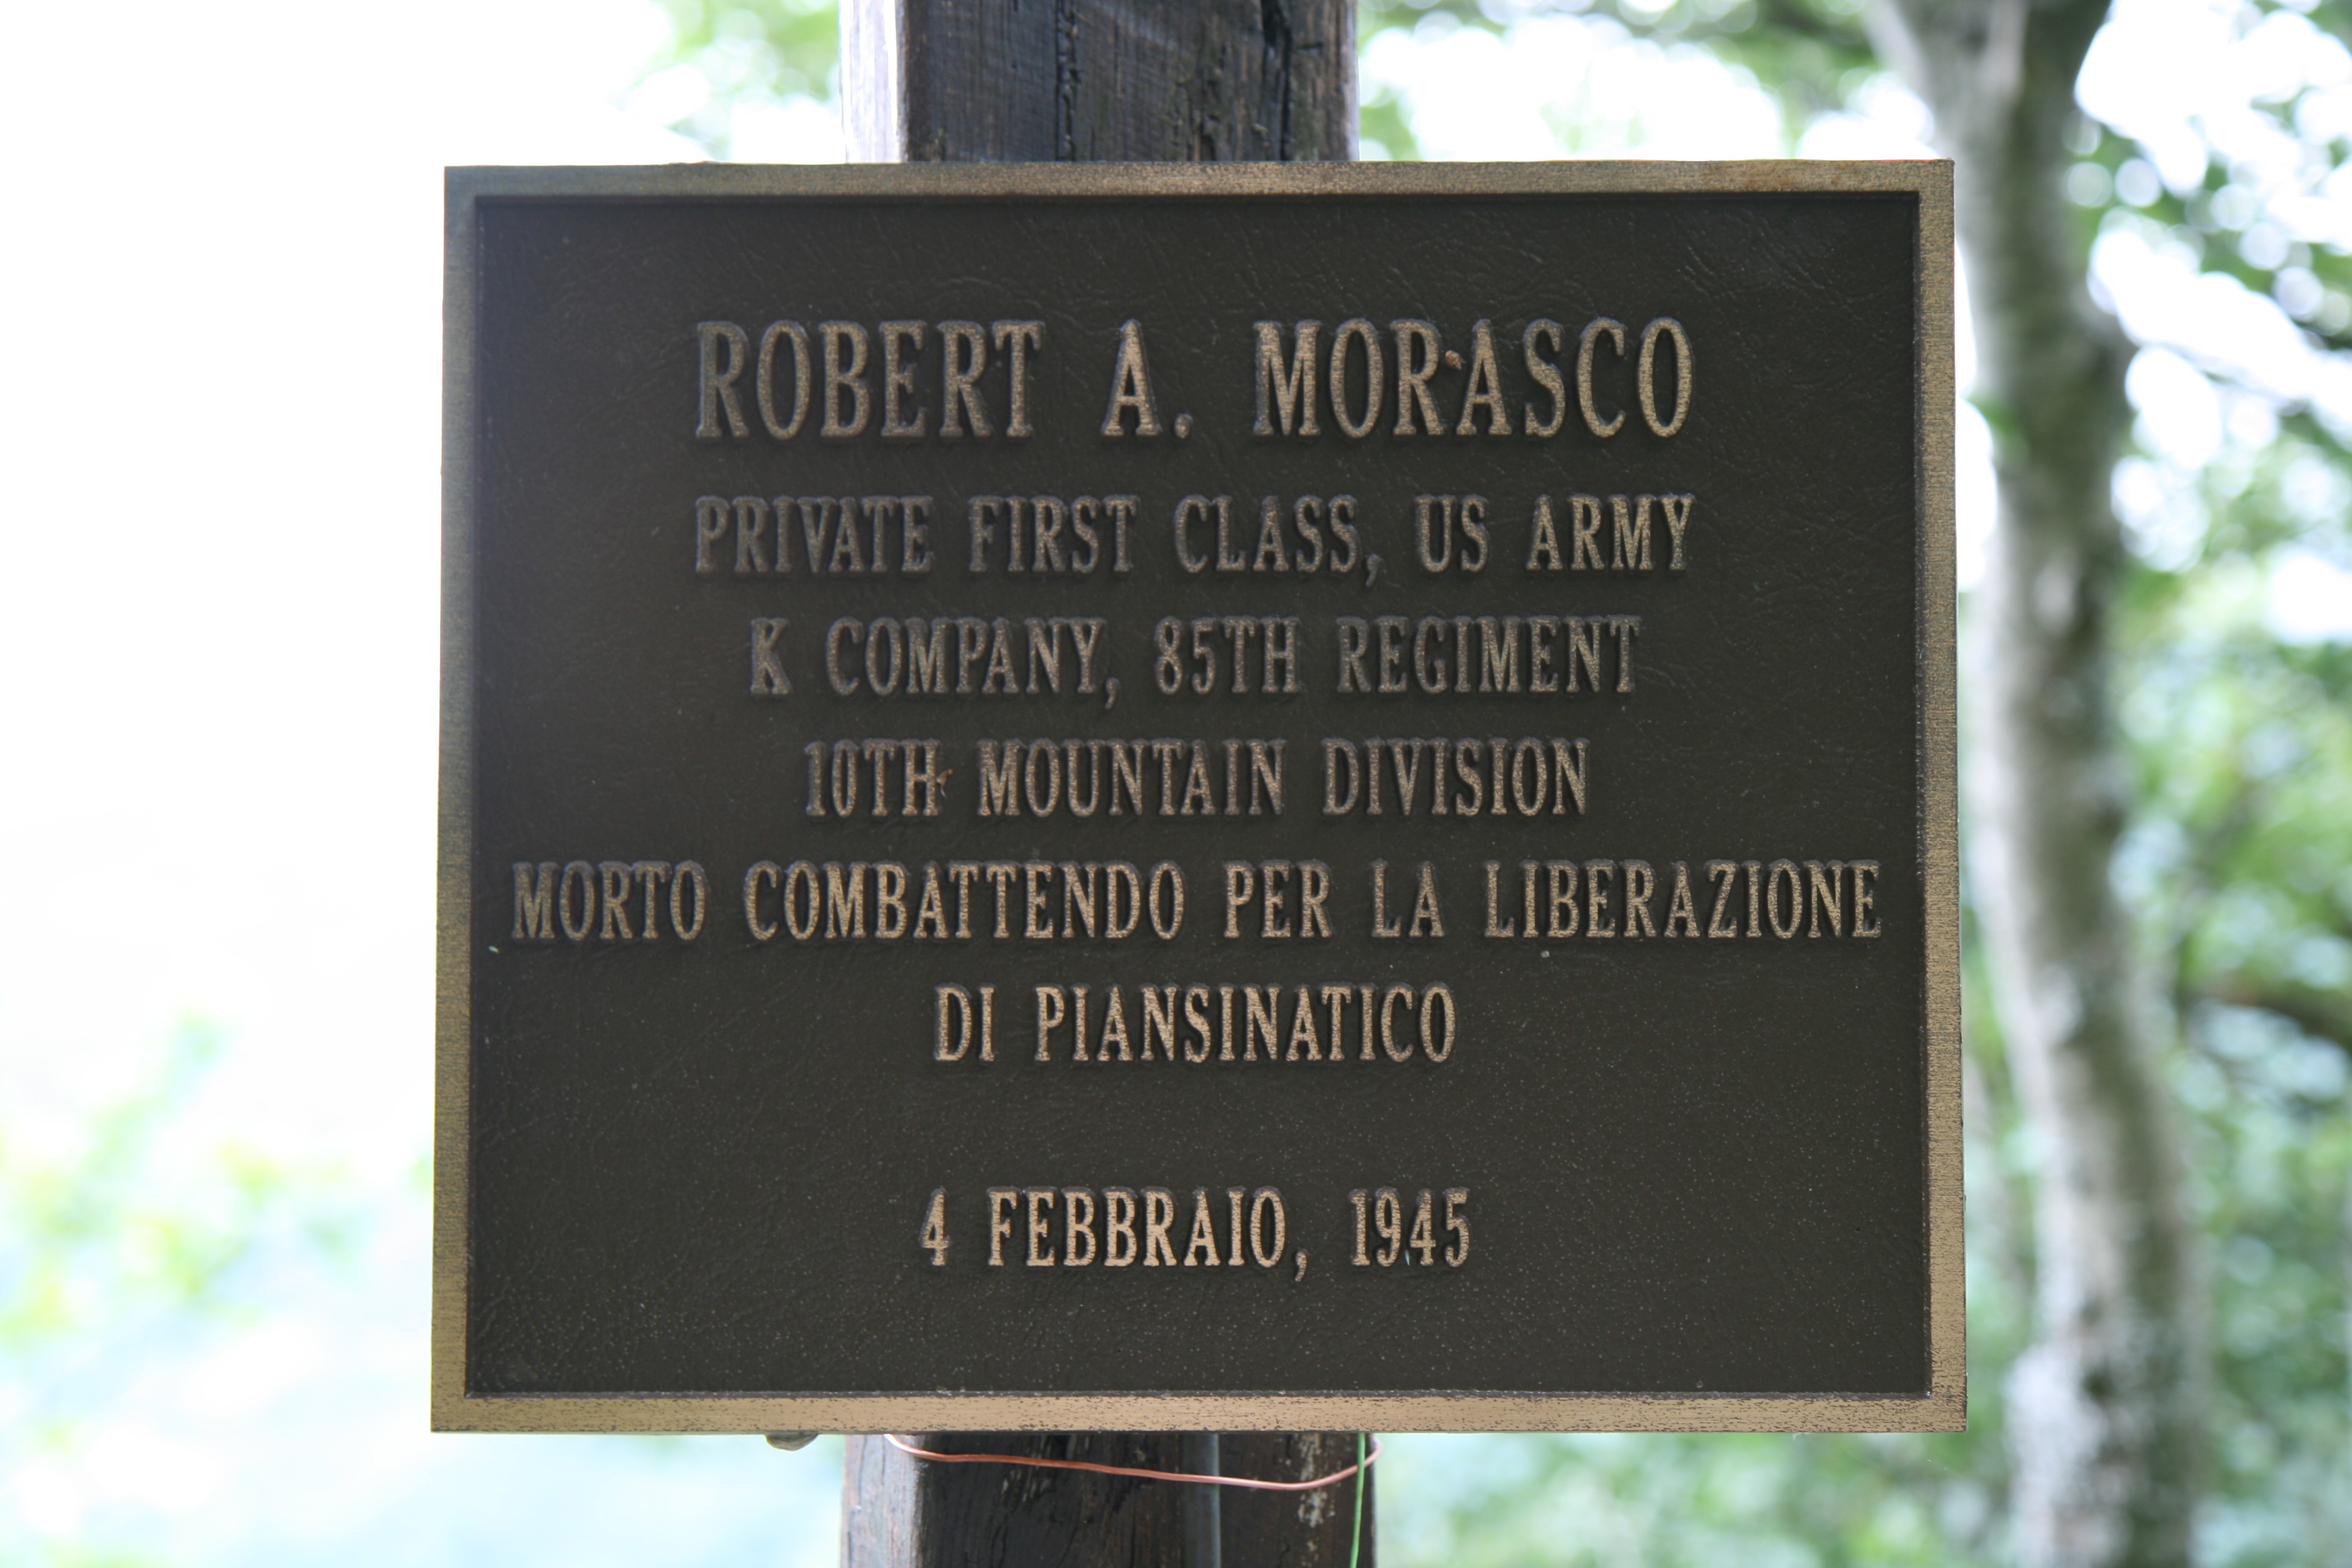 ROBERT A. MORASCO
PRIVATE FIRST CLASS, US ARMY
K COMPANY, 85TH REGIMENT
10TH MOUNTAIN DIVISION
MORTO COMBATTENDO PER LA LIBERAZIONE
DI PIANSINATICO
4 FEBBRAIO, 1945